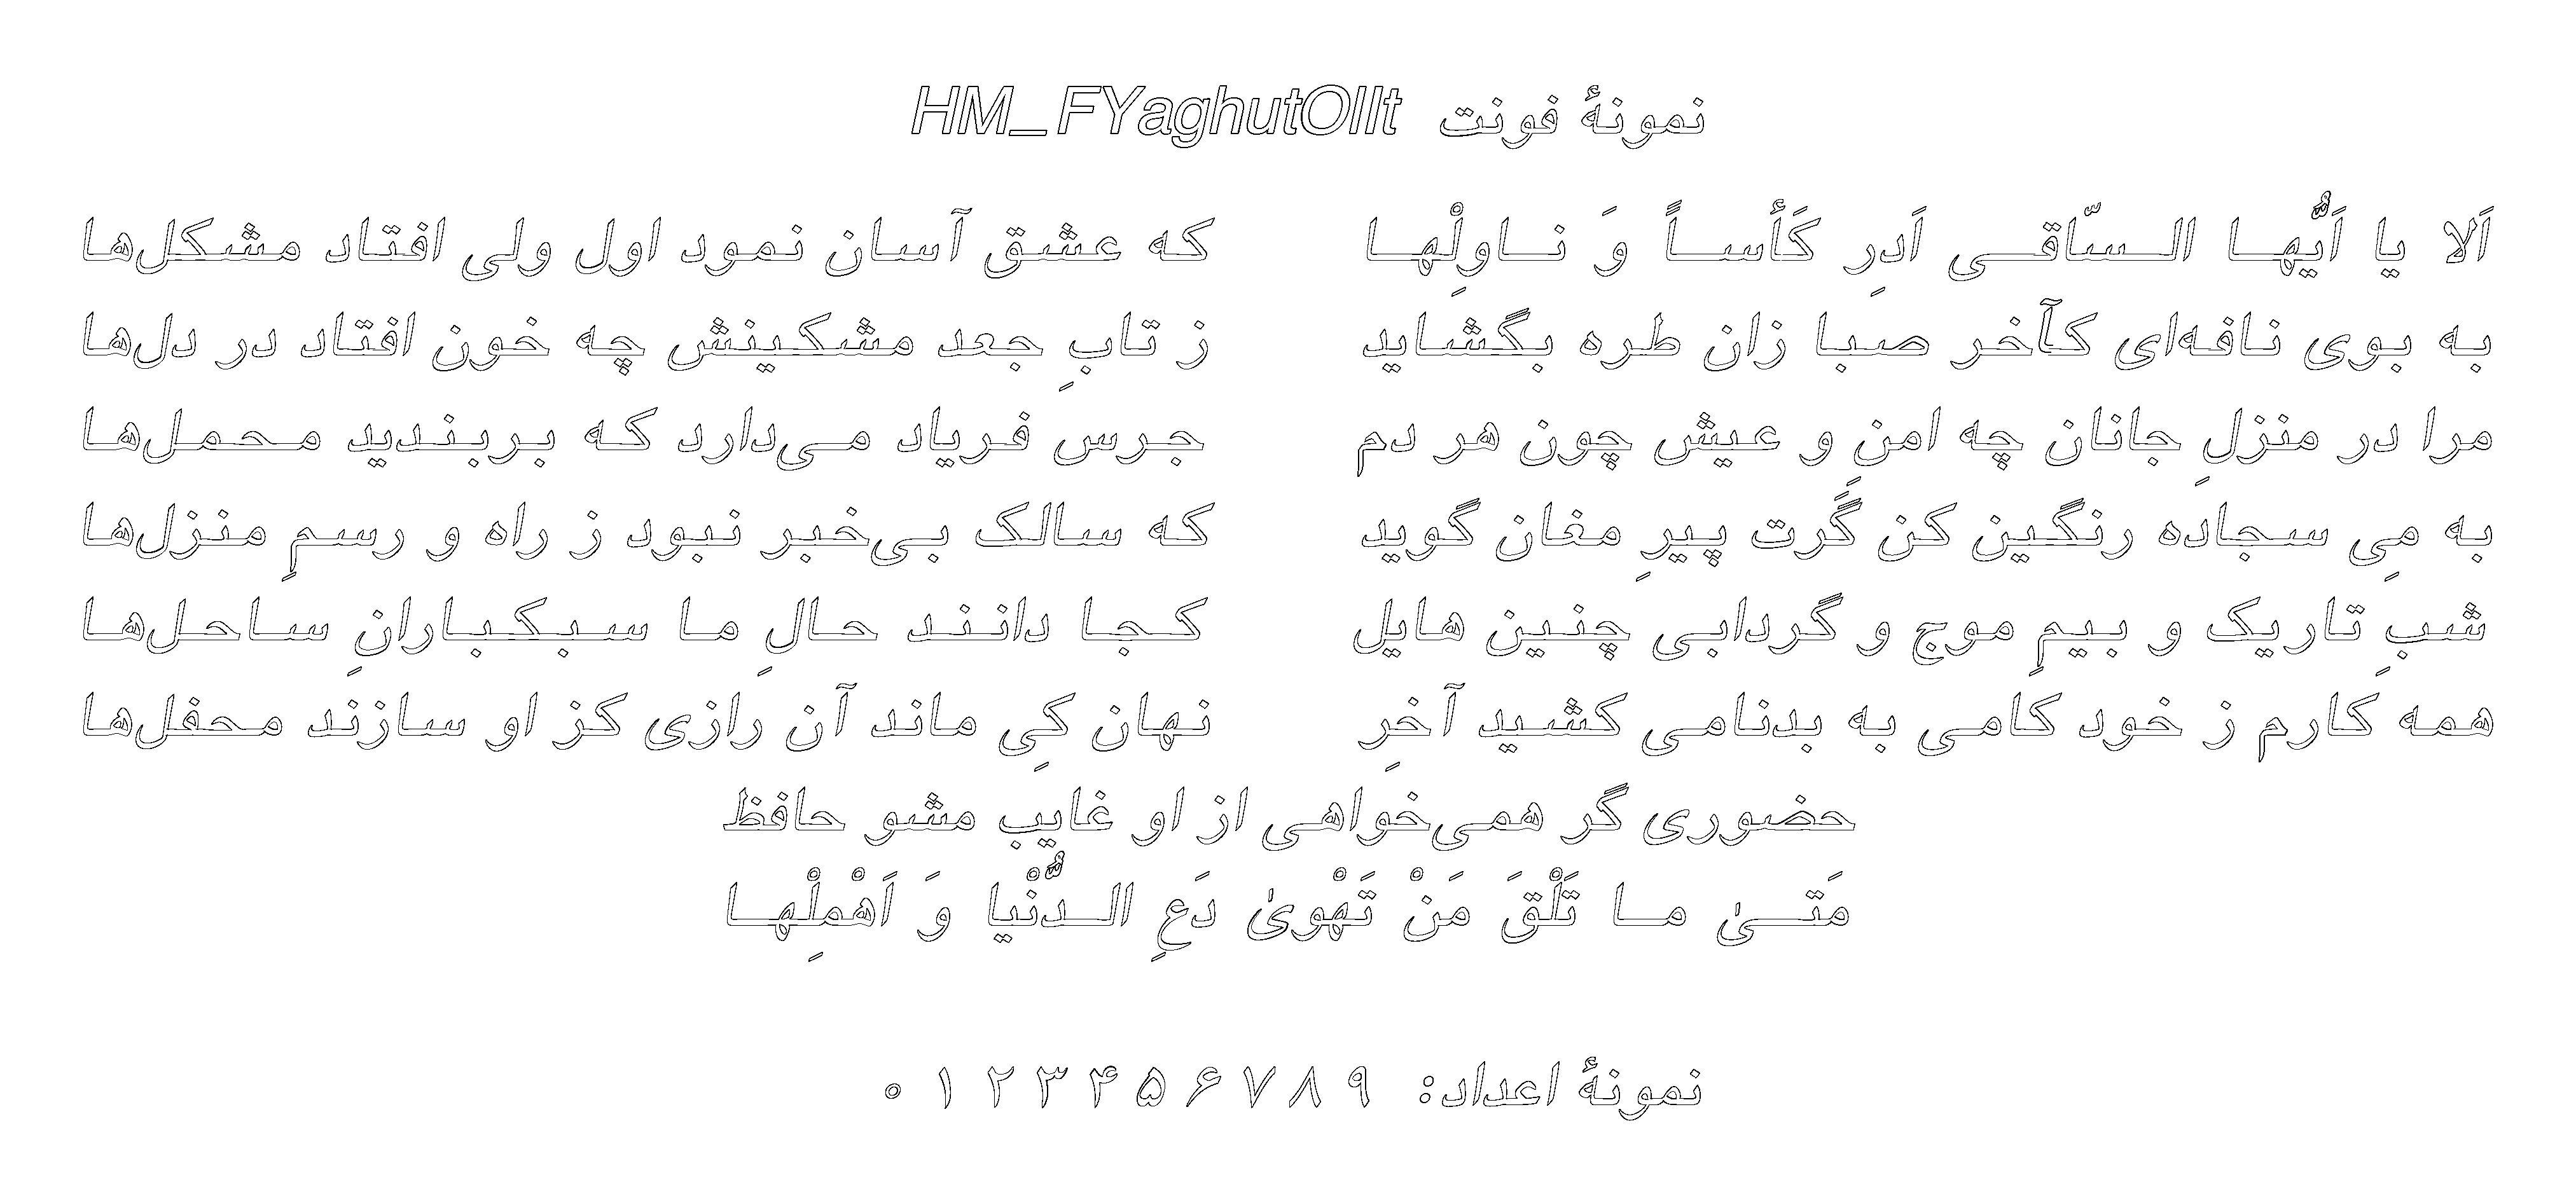 نمونهٔ فونت HM_FYaghutOlIt
اَلا یا اَیُّها الساّقی اَدِرِ کَأساً وَ ناوِلْها که عشق آسان نمود اول ولی افتاد مشکل‌ها
به بوی نافه‌ای کآخر صبا زان طره بگشاید ز تابِ جعد مشکینش چه خون افتاد در دل‌ها
مرا در منزلِ جانان چه امنِ و عیش چون هر دم جرس فریاد می‌دارد که بربندید محمل‌ها
به مِی سجاده رنگین کن گَرت پیرِ مغان گوید که سالک بی‌خبر نبود ز راه و رسمِ منزل‌ها
شبِ تاریک و بیمِ موج و گردابی چنین هایل کجا دانند حالِ ما سبکبارانِ ساحل‌ها
همه کارم ز خود کامی به بدنامی کشید آخرِ نهان کِی ماند آن رازی کز او سازند محفل‌ها
حضوری گر همی‌خواهی از او غایب مشو حافظ
مَتیٰ ما تَلْقَ مَنْ تَهْویٰ دَعِ الدُّنْیا وَ اَهْمِلْها
نمونهٔ اعداد: ۹ ۸ ۷ ۶ ۵ ۴ ۳ ۲ ۱ ۰